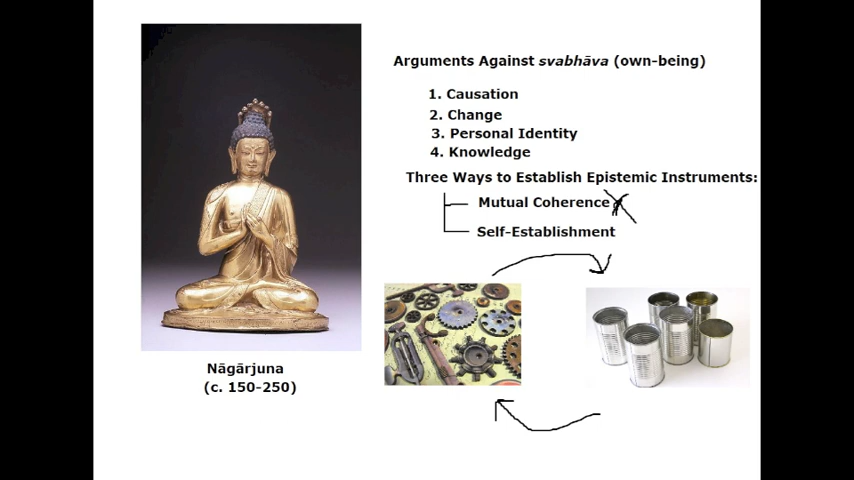 Arguments Against svabhāva (own-being)
1. Causation
2. Change
3. Personal Identity
4. Knowledge
Three Ways to Establish Epistemic Instruments:
Mutual Coherence
Self-Establishment
Nāgārjuna
(c. 150-250)